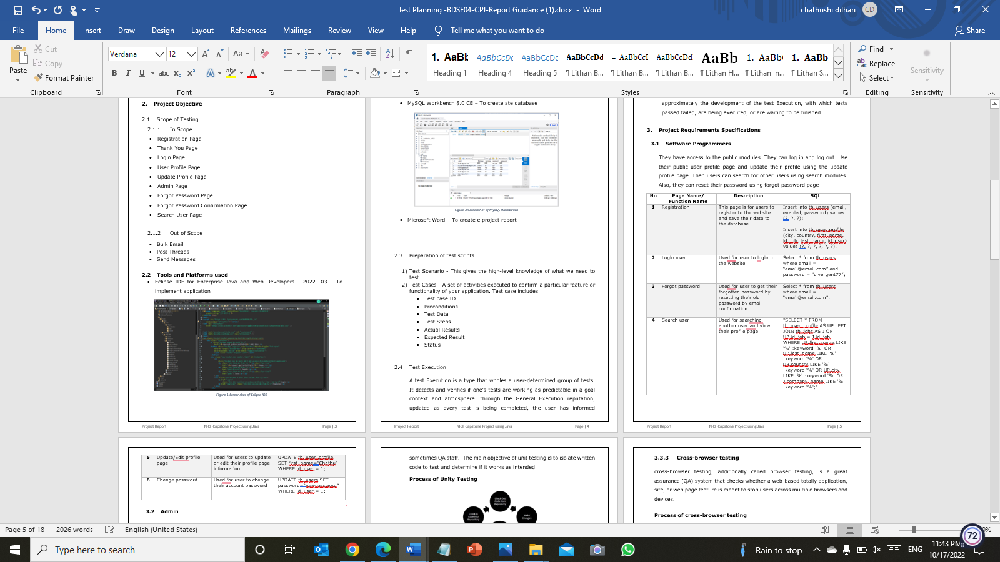 Test Planning -BDSE04-CPJ-Report Guidance (1).docx - Word
chathushi dilhari
CD
File
Home
Insert
Draw
Design
Layout
References
Mailings
Review
View
Help
Tell me what you want to do
Share
Paste
Cut
Copy
Format Painter
Clipboard
Verdana
12
Font
Paragraph
1. AaBb
Heading 1
AaBbCcDc
Heading 4
AaBbCcDc
Heading 5
AaBbCcDd
¶ Lithan B...
– AaBbCcI
¶ Lithan B...
AaBbCcDd
¶ Lithan B...
AaBb
¶ Lithan H...
1. AaBb(
¶ Lithan In...
1. AaBb
¶ Lithan S...
Styles
Find
Replace
Select
Editing
Sensitivity
Sensitivity
2. Project Objective
2.1 Scope of Testing
2.1.1 In Scope
• Registration Page
• Thank You Page
• Login Page
• User Profile Page
• Update Profile Page
• Admin Page
• Forgot Password Page
• Forgot Password Confirmation Page
• Search User Page
2.1.2 Out of Scope
• Bulk Email
• Post Threads
• Send Messages
2.2 Tools and Platforms used
• Eclipse IDE for Enterprise Java and Web Developers - 2022- 03 – To
implement application
Figure 1:Screenshot of Eclipse IDE
Project Report
NICF Capstone Project using Java
Page | 3
• MySQL Workbench 8.0 CE – To create ate database
Figure 2:Screenshot of MySQL Workbench
• Microsoft Word – To create e project report
2.3 Preparation of test scripts
1) Test Scenario - This gives the high-level knowledge of what we need to
test.
2) Test Cases - A set of activities executed to confirm a particular feature or
functionality of your application. Test case includes
• Test case ID
• Preconditions
• Test Data
• Test Steps
• Actual Results
• Expected Result
• Status
2.4 Test Execution
A test Execution is a type that wholes a user-determined group of tests.
It detects and verifies if one's tests are working as predictable in a goal
context and atmosphere. through the General Execution reputation,
updated as every test is being completed, the user has informed
Project Report
NICF Capstone Project using Java
Page | 4
approximately the development of the test Execution, with which tests
passed failed, are being executed, or are waiting to be finished
3. Project Requirements Specifications
3.1 Software Programmers
They have access to the public modules. They can log in and log out. Use
their public user profile page and update their profile using the update
profile page. Then users can search for other users using search modules.
Also, they can reset their password using forgot password page
No
Page Name/
Function Name
Description
SQL
1
Registration
This page is for users to
register to the website
and save their data to
the database
Insert into tb_users (email,
enabled, password) values
(?, ?, ?);
Insert into tb_user_profile
(city, country, first_name,
id_job, last_name, id_user)
values (?, ?, ?, ?, ?, ?);
2
Login user
Used for user to login to
the website
Select * from tb_users
where email =
"email@email.com" and
password = "divergent77";
3
Forgot password
Used for user to get their
forgotten password by
resetting their old
password by email
confirmation
Select * from tb_users
where email =
"email@email.com";
4
Search user
Used for searching
another user and view
their profile page
"SELECT * FROM
tb_user_profile AS UP LEFT
JOIN tb_jobs AS J ON
UP.id_job = J.id_job
WHERE UP.first_name LIKE
'%' :keyword '%' OR
UP.last_name LIKE '%'
:keyword '%' OR
UP.country LIKE '%'
:keyword '%' OR UP.city
LIKE '%' :keyword '%' OR
J.company_name LIKE '%'
:keyword '%';"
Project Report
NICF Capstone Project using Java
Page | 5
5
Update/Edit profile
page
Used for users to update
or edit their profile page
information
UPDATE tb_user_profile
SET first_name="Chathu"
WHERE id_user = 1;
6
Change password
Used for user to change
their account password
UPDATE tb_users SET
password="newpassword"
WHERE id_user = 1;
3.2 Admin
sometimes QA staff. The main objective of unit testing is to isolate written
code to test and determine if it works as intended.
Process of Unity Testing
Check Out
Code from
Repository
Check in
Code into
Repository
Make
Changes
3.3.3 Cross-browser testing
cross-browser testing, additionally called browser testing, is a great
assurance (QA) system that checks whether a web-based totally application,
site, or web page feature is meant to stop users across multiple browsers and
devices.
Process of cross-browser testing
Page 5 of 18
2026 words
English (United States)
72
0%
Type here to search
Rain to stop
ENG
11:43 PM
10/17/2022